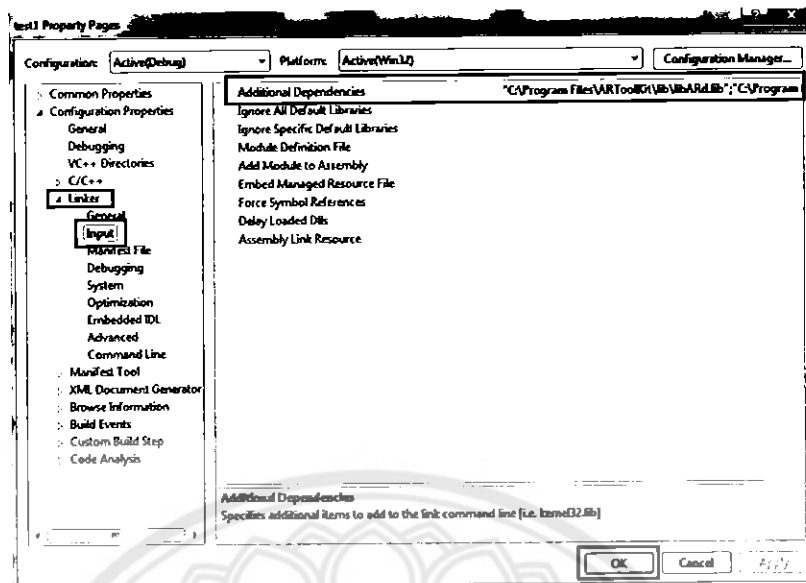 test1 Property Pages
Configuration: Active(Debug) Platform: Active(Win32) Configuration Manager...
Common Properties
Configuration Properties
General
Debugging
VC++ Directories
C/C++
Linker
General
Input
Manifest File
Debugging
System
Optimization
Embedded IDL
Advanced
Command Line
Manifest Tool
XML Document Generator
Browse Information
Build Events
Custom Build Step
Code Analysis
Additional Dependencies "C:\Program Files\ARToolKit\lib\libARd.lib";"C:\Program
Ignore All Default Libraries
Ignore Specific Default Libraries
Module Definition File
Add Module to Assembly
Embed Managed Resource File
Force Symbol References
Delay Loaded Dlls
Assembly Link Resource
Additional Dependencies
Specifies additional items to add to the link command line [i.e. kernel32.lib]
OK Cancel Apply